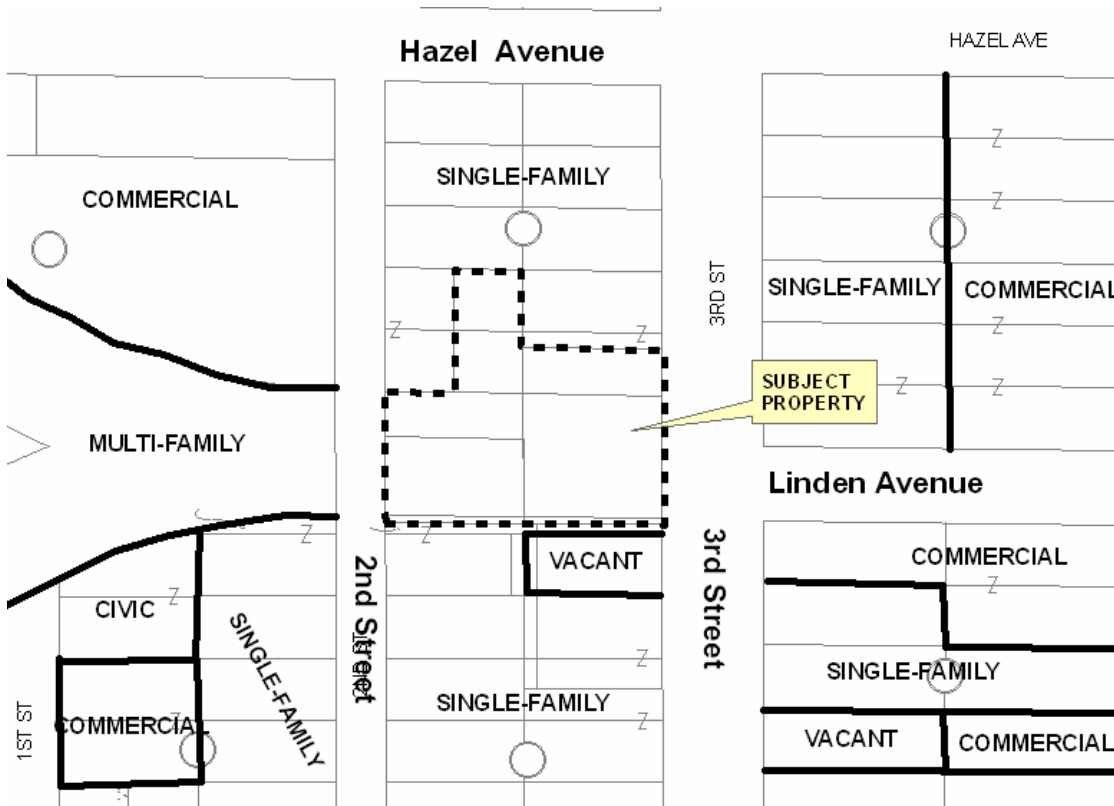 Hazel Avenue
HAZEL AVE
COMMERCIAL
SINGLE-FAMILY
3RD ST
SINGLE-FAMILY
COMMERCIAL
SUBJECT
PROPERTY
MULTI-FAMILY
Linden Avenue
VACANT
COMMERCIAL
2nd Street
3rd Street
CIVIC
SINGLE-FAMILY
SINGLE-FAMILY
SINGLE-FAMILY
1ST ST
COMMERCIAL
VACANT
COMMERCIAL